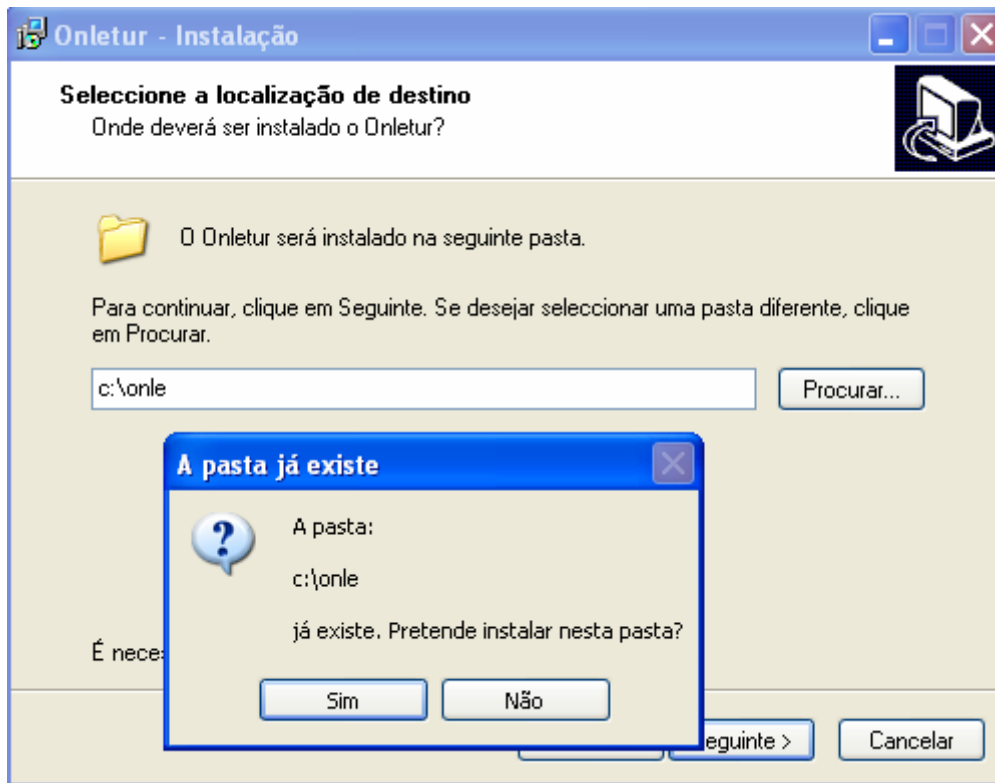 Onletur - Instalação
Seleccione a localização de destino
Onde deverá ser instalado o Onletur?
O Onletur será instalado na seguinte pasta.
Para continuar, clique em Seguinte. Se desejar seleccionar uma pasta diferente, clique
em Procurar.
c:\onle
Procurar...
A pasta já existe
A pasta:
c:\onle
já existe. Pretende instalar nesta pasta?
É
Sim
Não
eguinte >
Cancelar